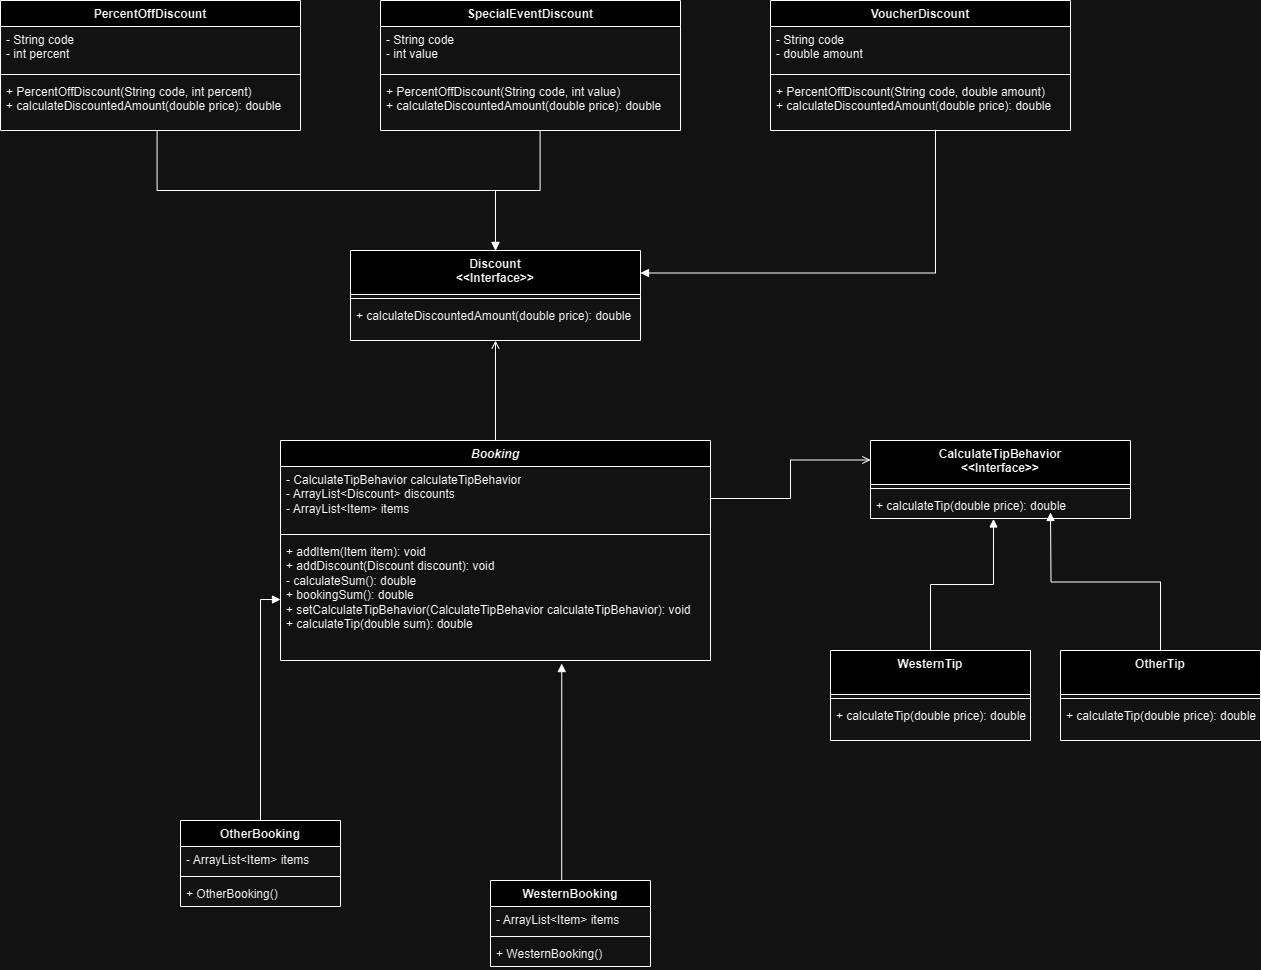 PercentOffDiscount
- String code
- int percent
+ PercentOffDiscount(String code, int percent)
+ calculateDiscountedAmount(double price): double
SpecialEventDiscount
- String code
- int value
+ PercentOffDiscount(String code, int value)
+ calculateDiscountedAmount(double price): double
VoucherDiscount
- String code
- double amount
+ PercentOffDiscount(String code, double amount)
+ calculateDiscountedAmount(double price): double
Discount
<<Interface>>
+ calculateDiscountedAmount(double price): double
Booking
- CalculateTipBehavior calculateTipBehavior
- ArrayList<Discount> discounts
- ArrayList<Item> items
+ addItem(Item item): void
+ addDiscount(Discount discount): void
- calculateSum(): double
+ bookingSum(): double
+ setCalculateTipBehavior(CalculateTipBehavior calculateTipBehavior): void
+ calculateTip(double sum): double
CalculateTipBehavior
<<Interface>>
+ calculateTip(double price): double
WesternTip
+ calculateTip(double price): double
OtherTip
+ calculateTip(double price): double
OtherBooking
- ArrayList<Item> items
+ OtherBooking()
WesternBooking
- ArrayList<Item> items
+ WesternBooking()